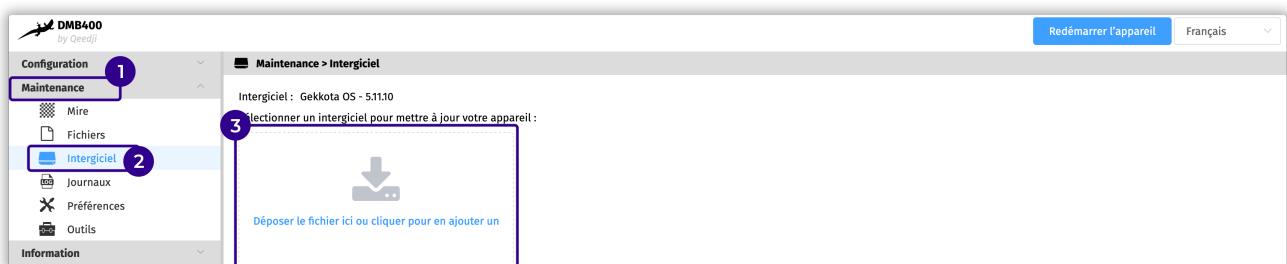 DMB400
by Qeedji
Redémarrer l'appareil
Français
Configuration
1
Maintenance > Intergiciel
Maintenance
Intergiciel : Gekkota OS - 5.11.10
Mire
électionner un intergiciel pour mettre à jour votre appareil :
3
Fichiers
Intergiciel
2
LOG
Journaux
Préférences
Déposer le fichier ici ou cliquer pour en ajouter un
Outils
Information